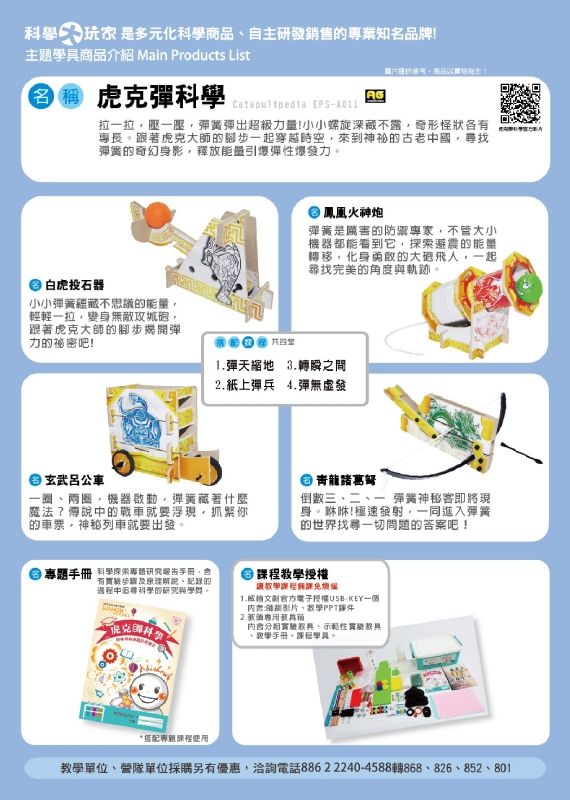 科學大玩家 是多元化科學商品、自主研發銷售的專業知名品牌!
主題學具商品介紹 Main Products List
圖片僅供參考，商品以實物為主！
名稱 虎克彈科學 Catapultpedia EPS-A011
虎克彈科學官方影片
拉一拉，壓一壓，彈簧彈出超級力量!小小螺旋深藏不露，奇形怪狀各有
專長。跟著虎克大師的腳步一起穿越時空，來到神祕的古老中國，尋找
彈簧的奇幻身影，釋放能量引爆彈性爆發力。
名 白虎投石器
小小彈簧蘊藏不思議的能量，
輕輕一拉，變身無敵攻城砲，
跟著虎克大師的腳步揭開彈
力的祕密吧!
名 鳳凰火神炮
彈簧是厲害的防禦專家，不管大小
機器都能看到它，探索避震的能量
轉移，化身勇敢的大砲飛人，一起
尋找完美的角度與軌跡。
搭配課程 共四堂
1.彈天縮地 3.轉瞬之間
2.紙上彈兵 4.彈無虛發
名 玄武呂公車
一圈、兩圈，機器啟動，彈簧藏著什麼
魔法？傳說中的戰車就要浮現，抓緊你
的車票，神秘列車就要出發。
名 青龍諸葛弩
倒數三、二、一 彈簧神秘客即將現
身。咻咻!極速發射，一同進入彈簧
的世界找尋一切問題的答案吧！
名 專題手冊
科學探索專題研究報告手冊，含
有實驗步驟及原理解說、記錄的
過程中追尋科學的研究與學問。
虎克彈科學
*搭配專題課程使用
名 課程教學授權
讓教學課程備課免煩惱
1.威繪文創官方電子授權USB-KEY一個
內含:師訓影片、教學PPT課件
2.教師專用教具箱
內含分組實驗教具、示範性實驗教具
、教學手冊、課程學具。
教學單位、營隊單位採購另有優惠，洽詢電話886 2 2240-4588轉868、826、852、801